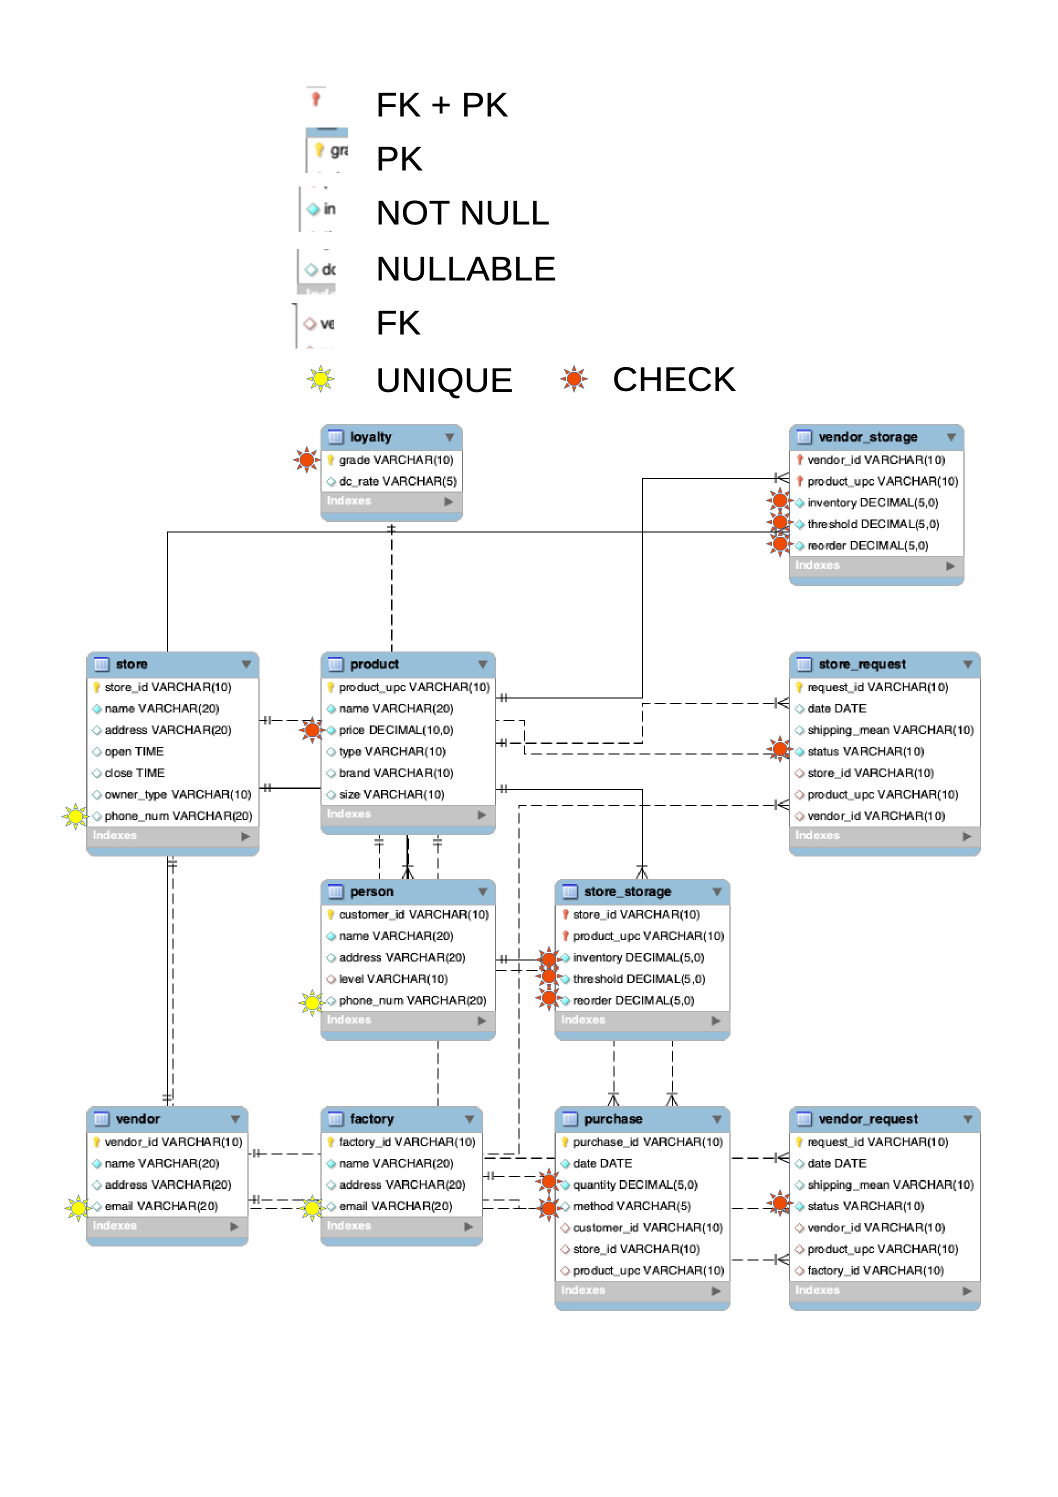 FK + PK
gra
PK
in
NOT NULL
dc
NULLABLE
ve
FK
UNIQUE
CHECK
loyalty
grade VARCHAR(10)
dc_rate VARCHAR(5)
Indexes
vendor_storage
vendor_id VARCHAR(10)
product_upc VARCHAR(10)
inventory DECIMAL(5,0)
threshold DECIMAL(5,0)
reorder DECIMAL(5,0)
Indexes
store
store_id VARCHAR(10)
name VARCHAR(20)
address VARCHAR(20)
open TIME
close TIME
owner_type VARCHAR(10)
phone_num VARCHAR(20)
Indexes
product
product_upc VARCHAR(10)
name VARCHAR(20)
price DECIMAL(10,0)
type VARCHAR(10)
brand VARCHAR(10)
size VARCHAR(10)
Indexes
store_request
request_id VARCHAR(10)
date DATE
shipping_mean VARCHAR(10)
status VARCHAR(10)
store_id VARCHAR(10)
product_upc VARCHAR(10)
vendor_id VARCHAR(10)
Indexes
person
customer_id VARCHAR(10)
name VARCHAR(20)
address VARCHAR(20)
level VARCHAR(10)
phone_num VARCHAR(20)
Indexes
store_storage
store_id VARCHAR(10)
product_upc VARCHAR(10)
inventory DECIMAL(5,0)
threshold DECIMAL(5,0)
reorder DECIMAL(5,0)
Indexes
vendor
vendor_id VARCHAR(10)
name VARCHAR(20)
address VARCHAR(20)
email VARCHAR(20)
Indexes
factory
factory_id VARCHAR(10)
name VARCHAR(20)
address VARCHAR(20)
email VARCHAR(20)
Indexes
purchase
purchase_id VARCHAR(10)
date DATE
quantity DECIMAL(5,0)
method VARCHAR(5)
customer_id VARCHAR(10)
store_id VARCHAR(10)
product_upc VARCHAR(10)
Indexes
vendor_request
request_id VARCHAR(10)
date DATE
shipping_mean VARCHAR(10)
status VARCHAR(10)
vendor_id VARCHAR(10)
product_upc VARCHAR(10)
factory_id VARCHAR(10)
Indexes